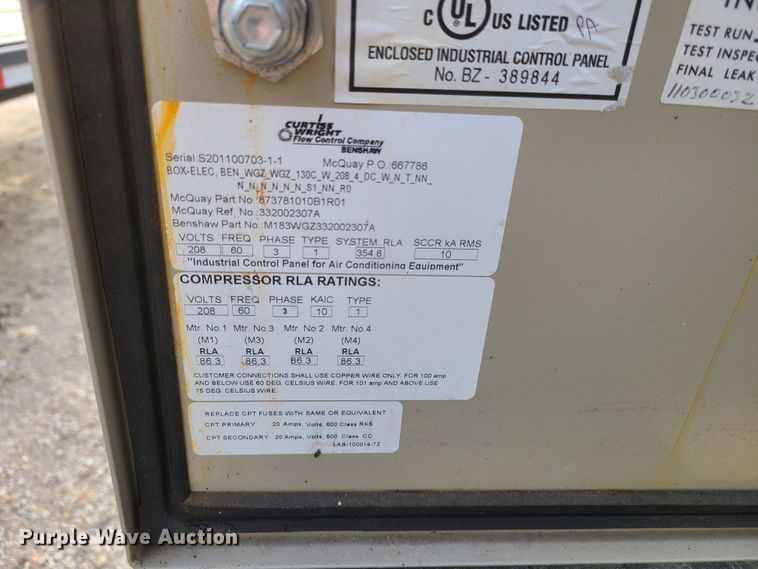 C UL US LISTED PA
ENCLOSED INDUSTRIAL CONTROL PANEL
No. BZ - 389844
TEST RUN
TEST INSPE
FINAL LEAK
CURTISS
WRIGHT
Flow Control Company
BENSHAW
Serial:S201100703-1-1 McQuay P.O:667786
BOX-ELEC, BEN_WGZ_WGZ_130C_W_208_4_DC_W_N_T_NN_
N_N_N_N_N_N_S1_NN_R0
McQuay Part No:873781010B1R01
McQuay Ref No.:332002307A
Benshaw Part No:M183WGZ332002307A
VOLTS FREQ PHASE TYPE SYSTEM RLA SCCR kA RMS
208 60 3 1 354.8 10
"Industrial Control Panel for Air Conditioning Equipment"
COMPRESSOR RLA RATINGS:
VOLTS FREQ PHASE KAIC TYPE
208 60 3 10 1
Mtr. No.1 Mtr. No.3 Mtr. No:2 Mtr. No.4
(M1) (M3) (M2) (M4)
RLA RLA RLA RLA
86.3 86.3 86.3 86.3
CUSTOMER CONNECTIONS SHALL USE COPPER WIRE ONLY. FOR 100 amp
AND BELOW USE 60 DEG. CELSIUS WIRE. FOR 101 amp AND ABOVE USE
75 DEG. CELSIUS WIRE.
REPLACE CPT FUSES WITH SAME OR EQUIVALENT
CPT PRIMARY 20 Amps, Volts, 600 Class RK5
CPT SECONDARY 20 Amps, Volts, 500 Class CC
LAB-100014-72
Purple Wave Auction